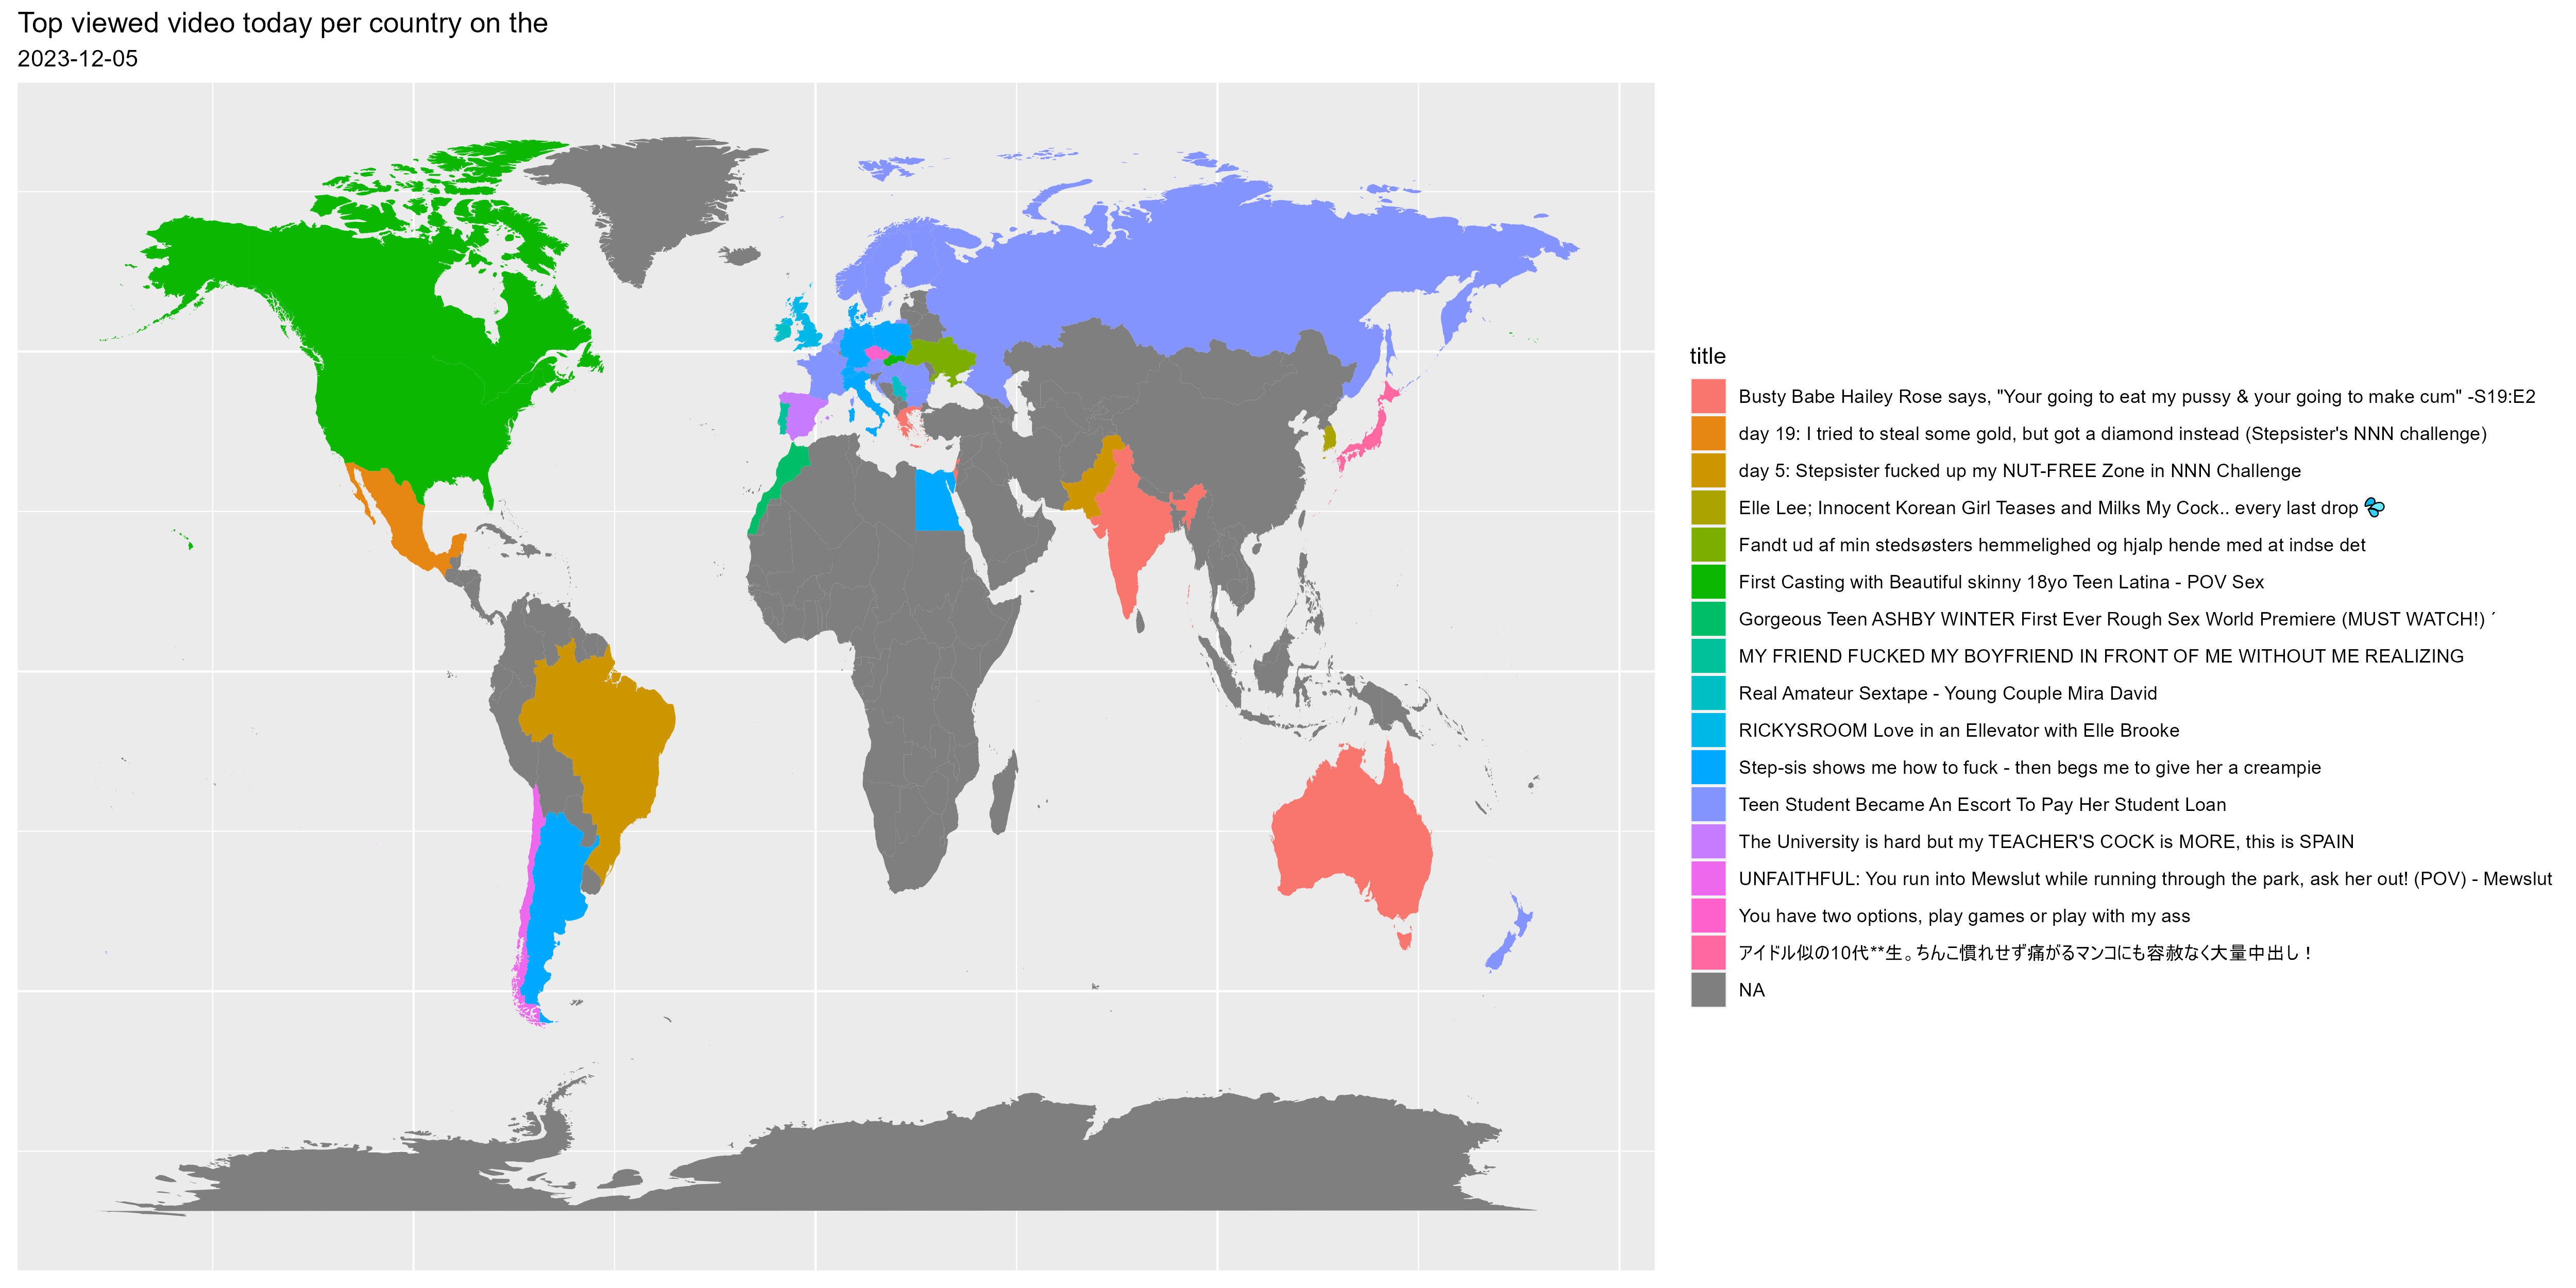 Top viewed video today per country on the
2023-12-05
title
Busty Babe Hailey Rose says, "Your going to eat my pussy & your going to make cum" -S19:E2
day 19: I tried to steal some gold, but got a diamond instead (Stepsister's NNN challenge)
day 5: Stepsister fucked up my NUT-FREE Zone in NNN Challenge
Elle Lee; Innocent Korean Girl Teases and Milks My Cock.. every last drop 💦
Fandt ud af min stedsøsters hemmelighed og hjalp hende med at indse det
First Casting with Beautiful skinny 18yo Teen Latina - POV Sex
Gorgeous Teen ASHBY WINTER First Ever Rough Sex World Premiere (MUST WATCH!) ´
MY FRIEND FUCKED MY BOYFRIEND IN FRONT OF ME WITHOUT ME REALIZING
Real Amateur Sextape - Young Couple Mira David
RICKYSROOM Love in an Ellevator with Elle Brooke
Step-sis shows me how to fuck - then begs me to give her a creampie
Teen Student Became An Escort To Pay Her Student Loan
The University is hard but my TEACHER'S COCK is MORE, this is SPAIN
UNFAITHFUL: You run into Mewslut while running through the park, ask her out! (POV) - Mewslut
You have two options, play games or play with my ass
アイドル似の10代**生。ちんこ慣れせず痛がるマンコにも容赦なく大量中出し！
NA